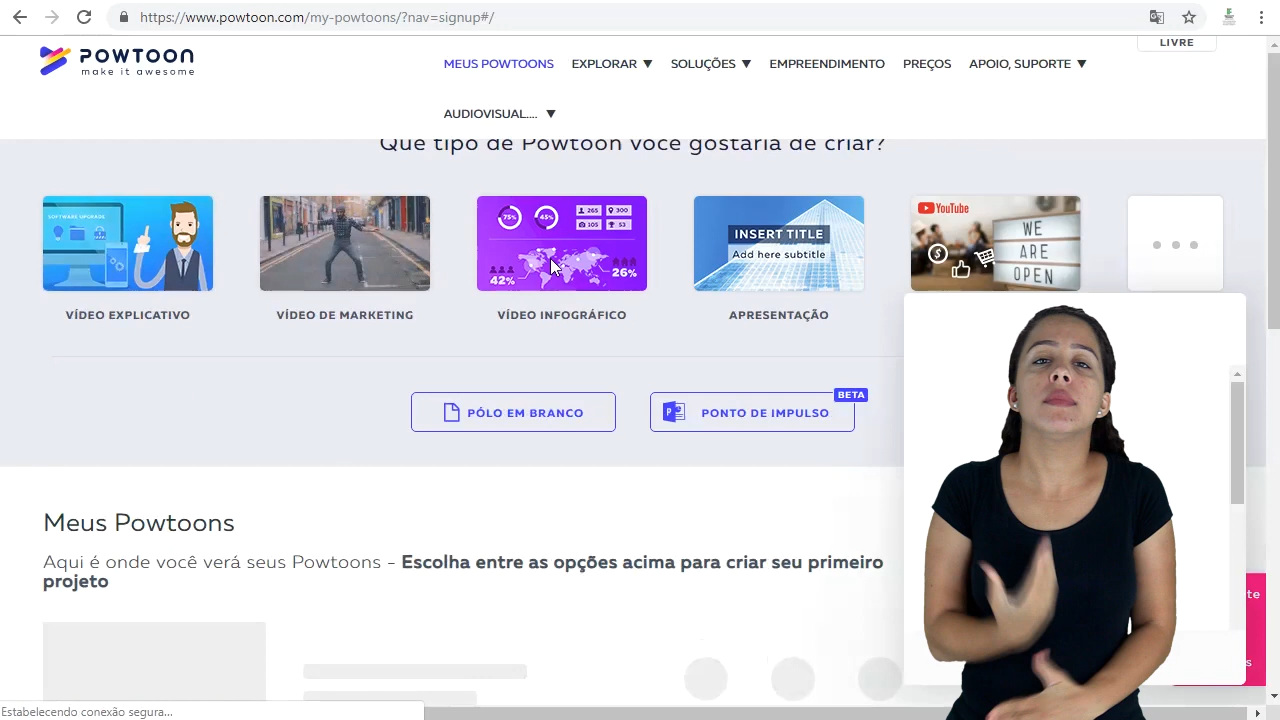 https://www.powtoon.com/my-powtoons/?nav=signup#/
POWTOON
make it awesome
LIVRE
MEUS POWTOONS
EXPLORAR ▼
SOLUÇÕES ▼
EMPREENDIMENTO
PREÇOS
APOIO, SUPORTE ▼
AUDIOVISUAL.... ▼
Que tipo de Powtoon você gostaria de criar?
SOFTWARE UPGRADE
75%
45%
265
300
105
53
42%
26%
INSERT TITLE
Add here subtitle
YouTube
WE
ARE
OPEN
VÍDEO EXPLICATIVO
VÍDEO DE MARKETING
VÍDEO INFOGRÁFICO
APRESENTAÇÃO
PÓLO EM BRANCO
PONTO DE IMPULSO
BETA
Meus Powtoons
Aqui é onde você verá seus Powtoons - Escolha entre as opções acima para criar seu primeiro
projeto
te
s
Estabelecendo conexão segura...